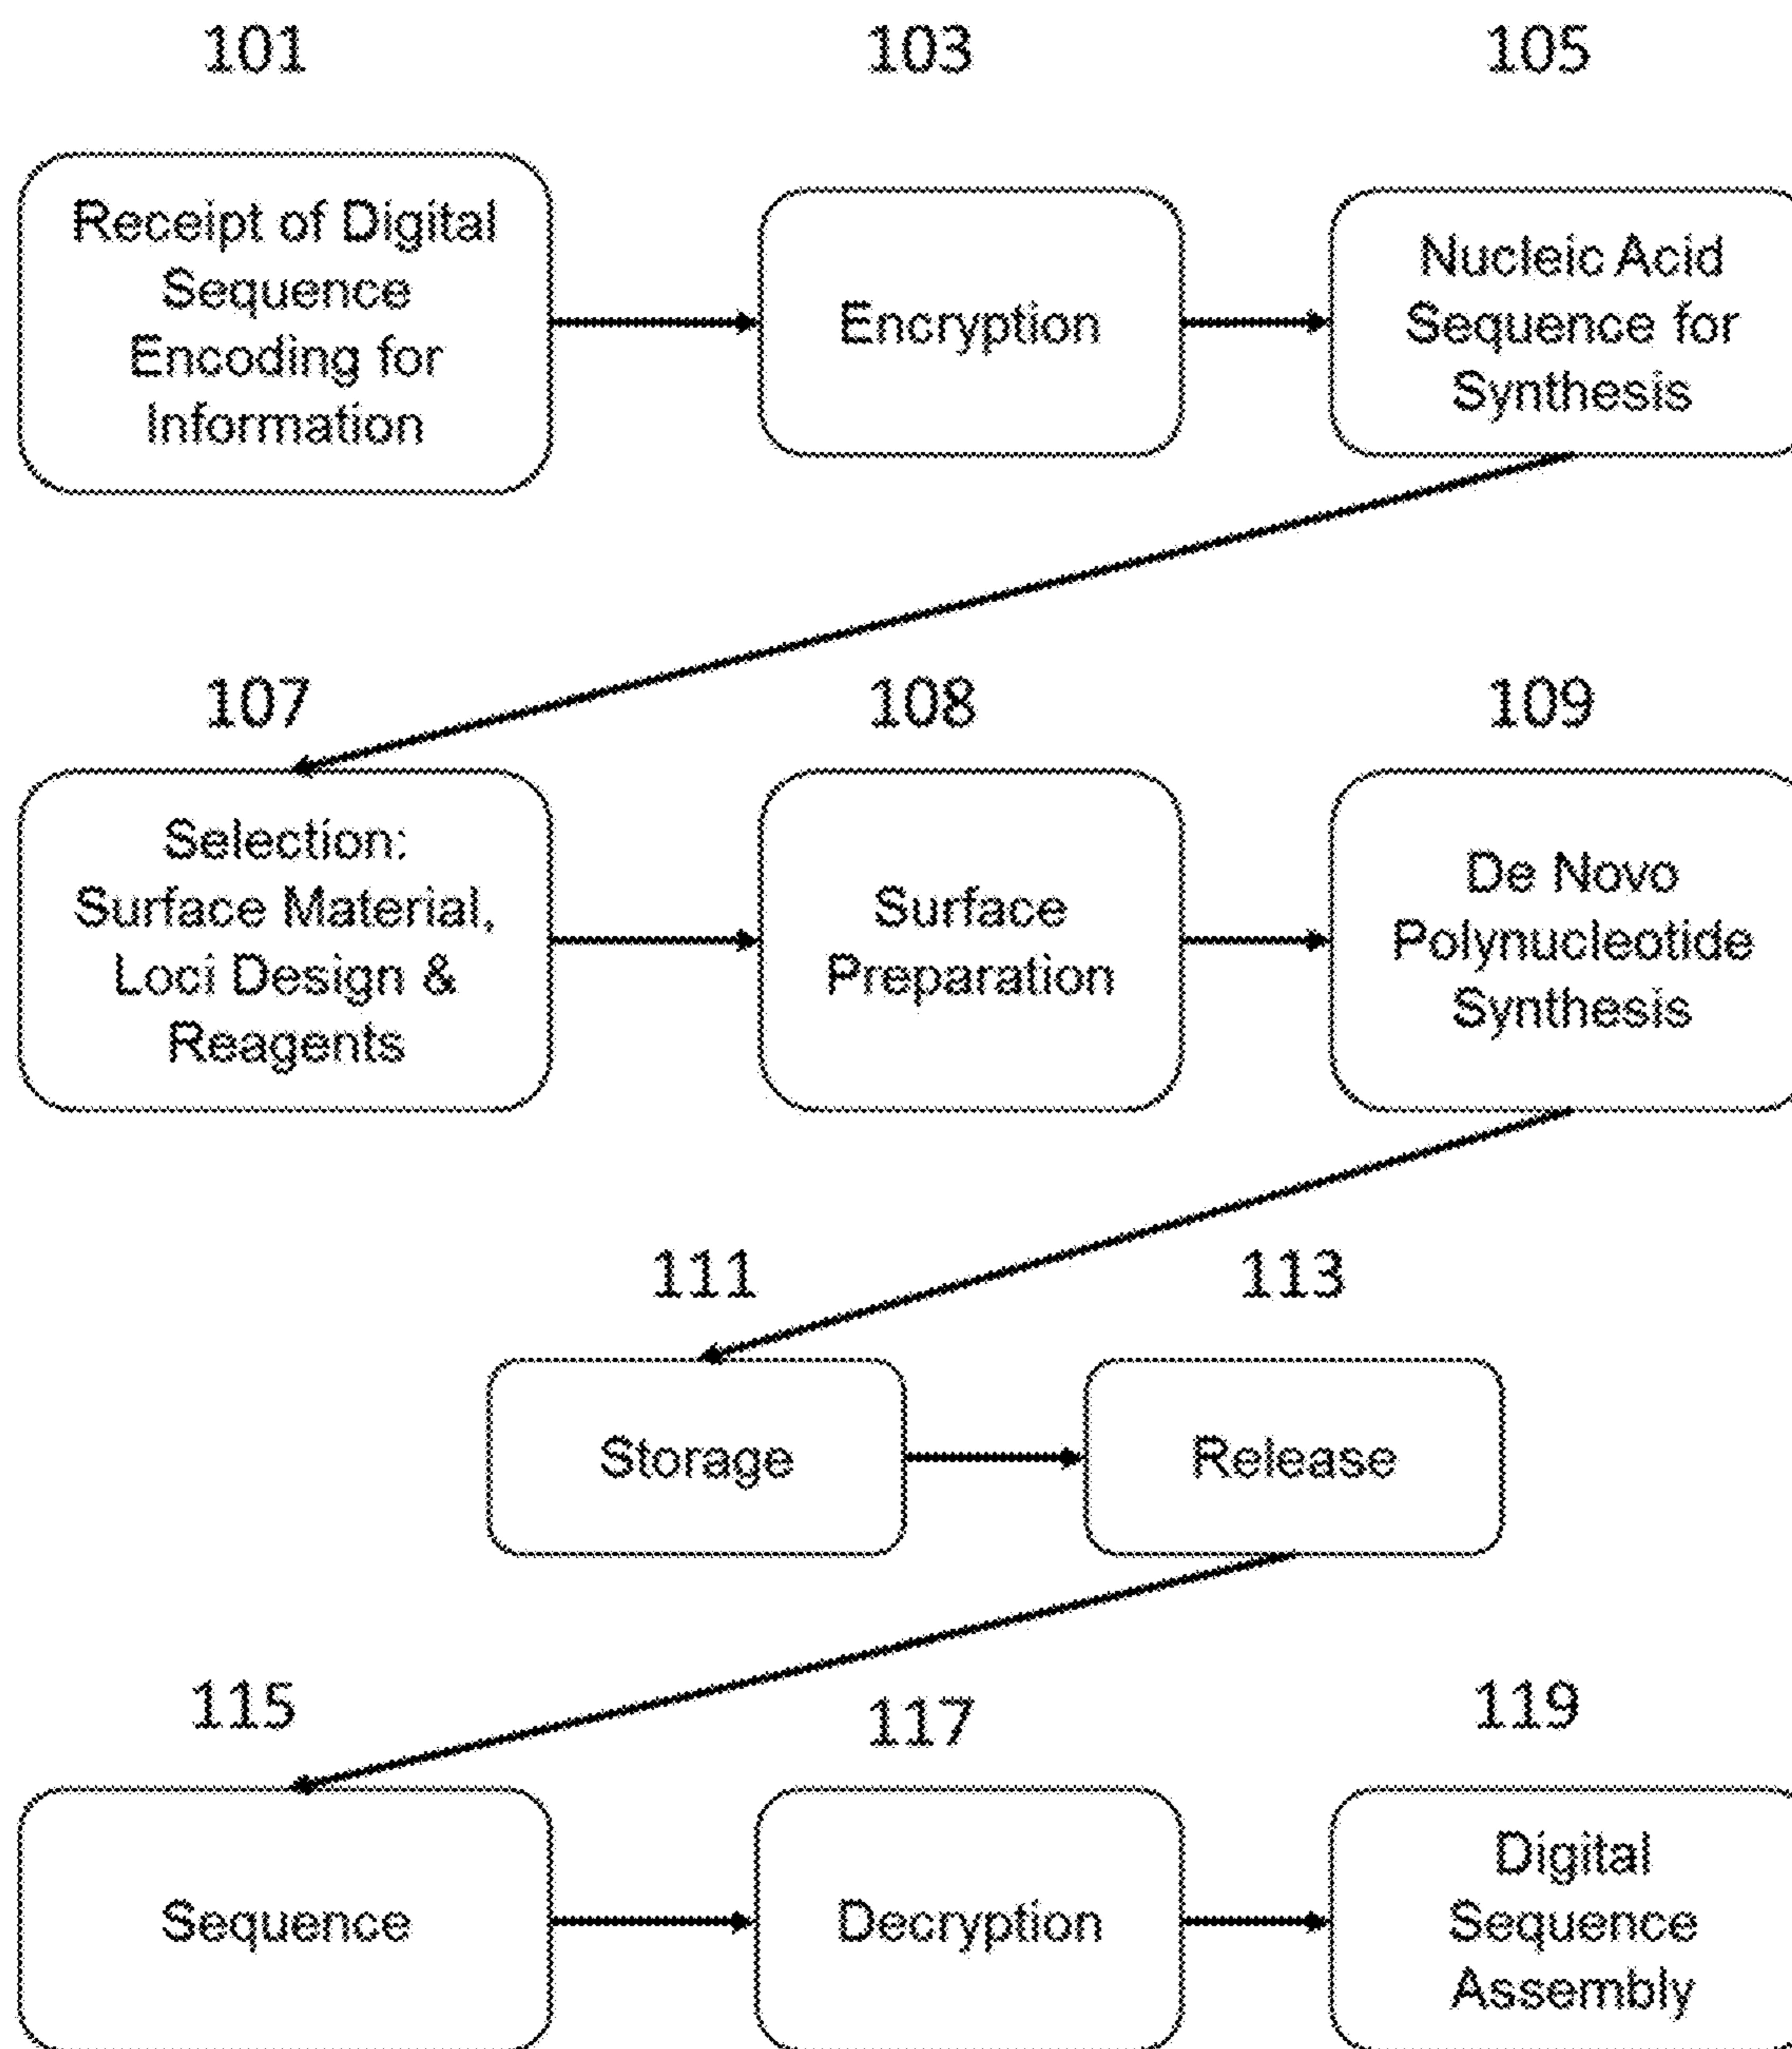 101
103
105
Receipt of Digital
Sequence
Encoding for
Information
Encryption
Nucleic Acid
Sequence for
Synthesis
107
108
109
Selection:
Surface Material,
Loci Design &
Reagents
Surface
Preparation
De Novo
Polynucleotide
Synthesis
111
113
Storage
Release
115
117
119
Sequence
Decryption
Digital
Sequence
Assembly